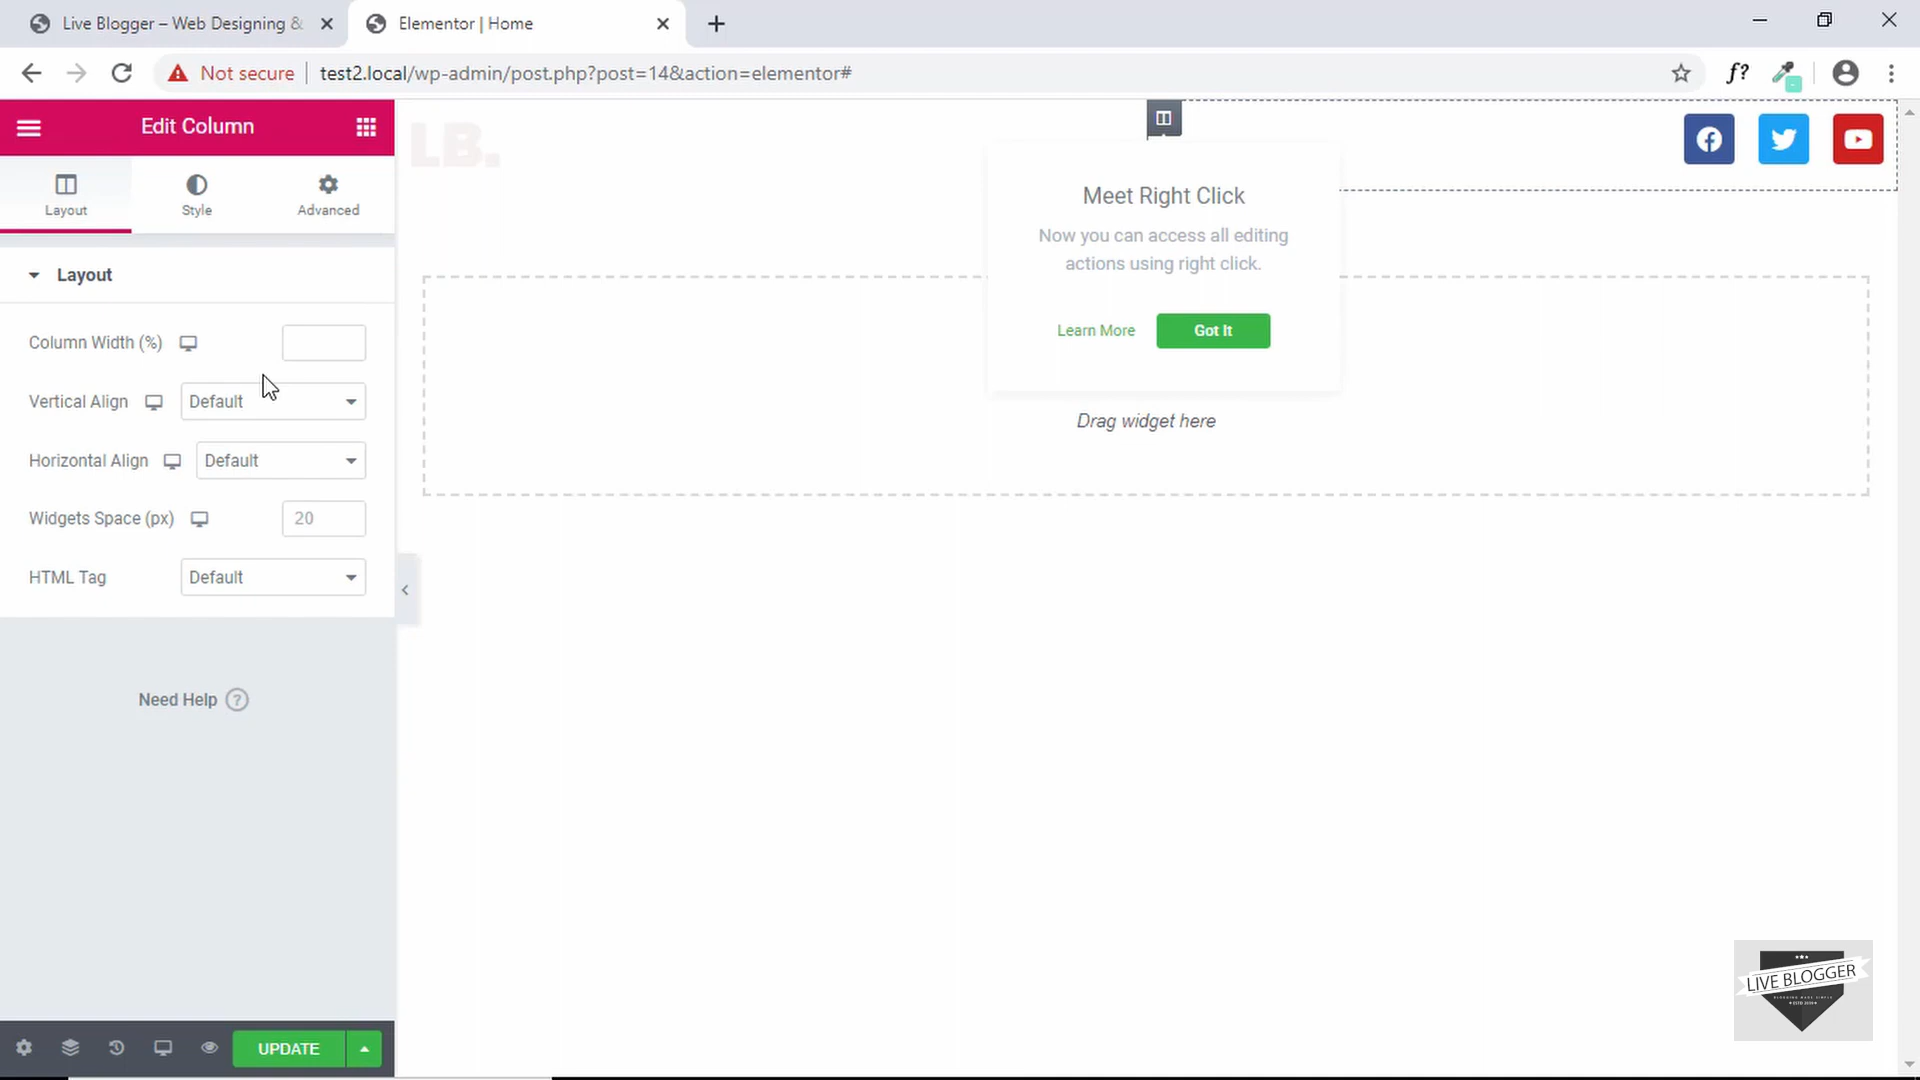 Live Blogger – Web Designing &
Elementor | Home
Not secure
test2.local/wp-admin/post.php?post=14&action=elementor#
f?
Edit Column
LB.
Layout
Style
Advanced
Meet Right Click
Now you can access all editing
actions using right click.
Learn More
Got It
Layout
Column Width (%)
Vertical Align
Default
Drag widget here
Horizontal Align
Default
Widgets Space (px)
20
HTML Tag
Default
Need Help ?
LIVE BLOGGER
UPDATE